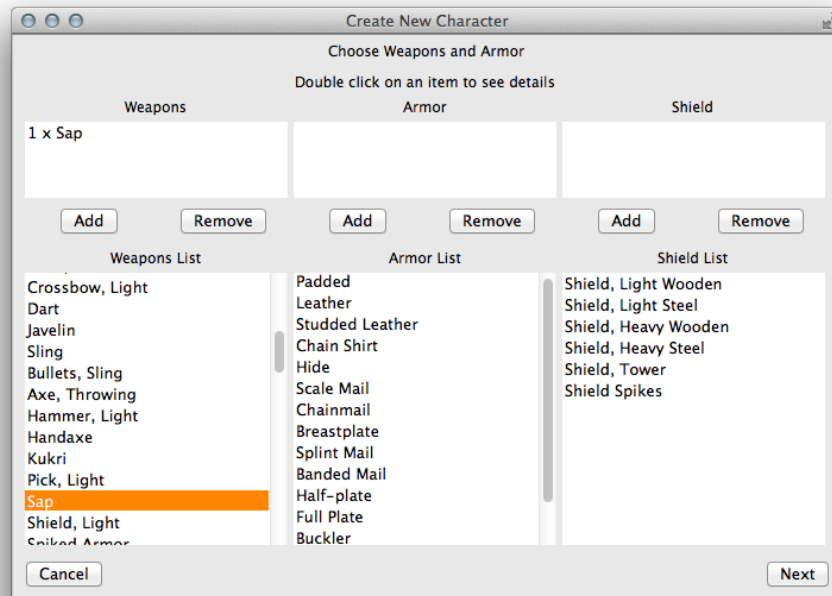 Create New Character
Choose Weapons and Armor
Double click on an item to see details
Weapons
Armor
Shield
1 x Sap
Add
Remove
Add
Remove
Add
Remove
Weapons List
Armor List
Shield List
Crossbow, Light
Dart
Javelin
Sling
Bullets, Sling
Axe, Throwing
Hammer, Light
Handaxe
Kukri
Pick, Light
Sap
Shield, Light
Spiked Armor
Padded
Leather
Studded Leather
Chain Shirt
Hide
Scale Mail
Chainmail
Breastplate
Splint Mail
Banded Mail
Half-plate
Full Plate
Buckler
Shield, Light Wooden
Shield, Light Steel
Shield, Heavy Wooden
Shield, Heavy Steel
Shield, Tower
Shield Spikes
Cancel
Next